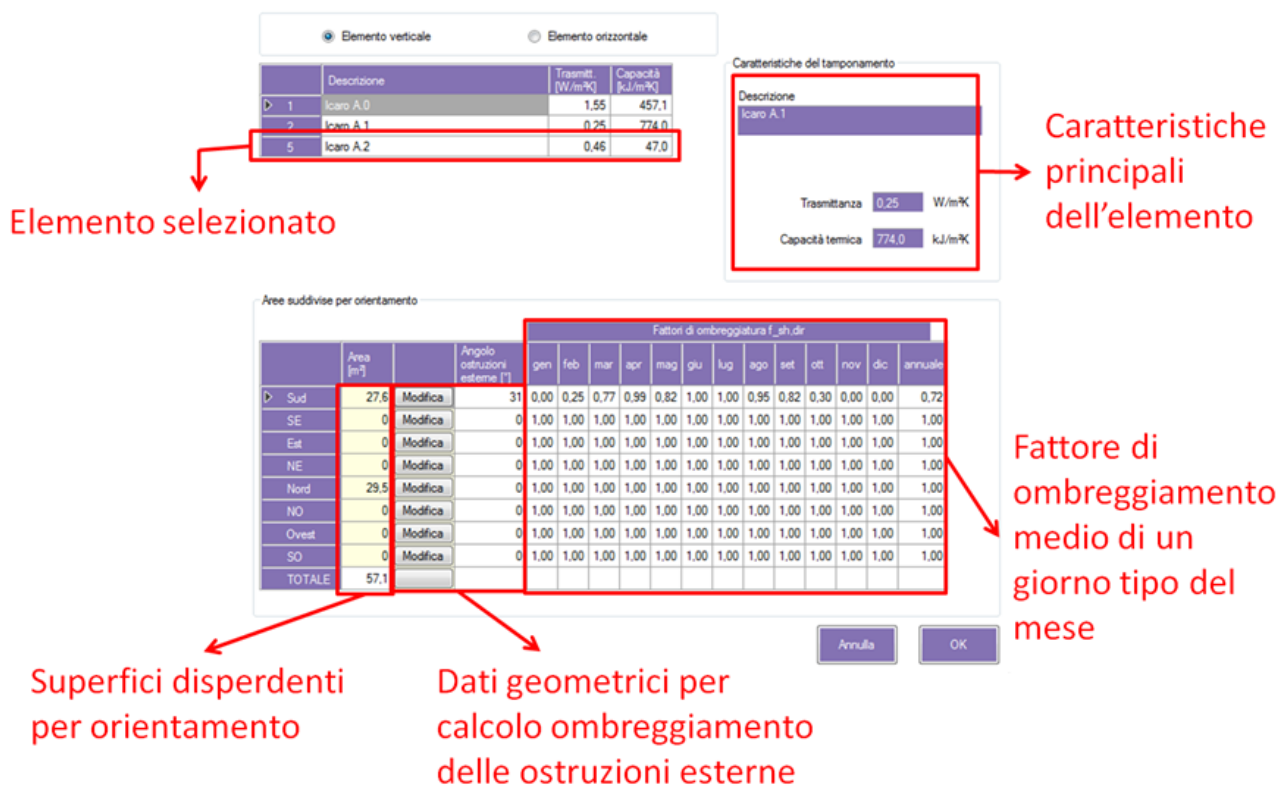 Elemento verticale Elemento orizzontale
Descrizione Trasmitt. [W/m²K] Capacità [kJ/m²K]
1 Icaro A.0 1,55 457,1
2 Icaro A.1 0,25 774,0
5 Icaro A.2 0,46 47,0
Elemento selezionato
Caratteristiche del tamponamento
Descrizione
Icaro A.1
Trasmittanza 0,25 W/m²K
Capacità termica 774,0 kJ/m²K
Caratteristiche
principali
dell'elemento
Aree suddivise per orientamento
Fattori di ombreggiatura f_sh,dir
Area [m²] Angolo ostruzioni esterne [°] gen feb mar apr mag giu lug ago set ott nov dic annuale
Sud 27,6 Modifica 31 0,00 0,25 0,77 0,99 0,82 1,00 1,00 0,95 0,82 0,30 0,00 0,00 0,72
SE 0 Modifica 0 1,00 1,00 1,00 1,00 1,00 1,00 1,00 1,00 1,00 1,00 1,00 1,00 1,00
Est 0 Modifica 0 1,00 1,00 1,00 1,00 1,00 1,00 1,00 1,00 1,00 1,00 1,00 1,00 1,00
NE 0 Modifica 0 1,00 1,00 1,00 1,00 1,00 1,00 1,00 1,00 1,00 1,00 1,00 1,00 1,00
Nord 29,5 Modifica 0 1,00 1,00 1,00 1,00 1,00 1,00 1,00 1,00 1,00 1,00 1,00 1,00 1,00
NO 0 Modifica 0 1,00 1,00 1,00 1,00 1,00 1,00 1,00 1,00 1,00 1,00 1,00 1,00 1,00
Ovest 0 Modifica 0 1,00 1,00 1,00 1,00 1,00 1,00 1,00 1,00 1,00 1,00 1,00 1,00 1,00
SO 0 Modifica 0 1,00 1,00 1,00 1,00 1,00 1,00 1,00 1,00 1,00 1,00 1,00 1,00 1,00
TOTALE 57,1
Fattore di
ombreggiamento
medio di un
giorno tipo del
mese
Annulla OK
Superfici disperdenti
per orientamento
Dati geometrici per
calcolo ombreggiamento
delle ostruzioni esterne